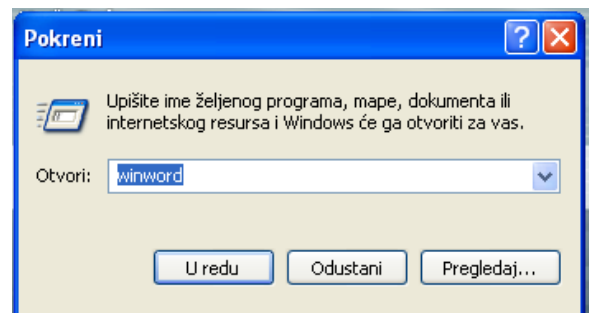 Pokreni
Upišite ime željenog programa, mape, dokumenta ili
internetskog resursa i Windows će ga otvoriti za vas.
Otvori: winword
U redu Odustani Pregledaj...